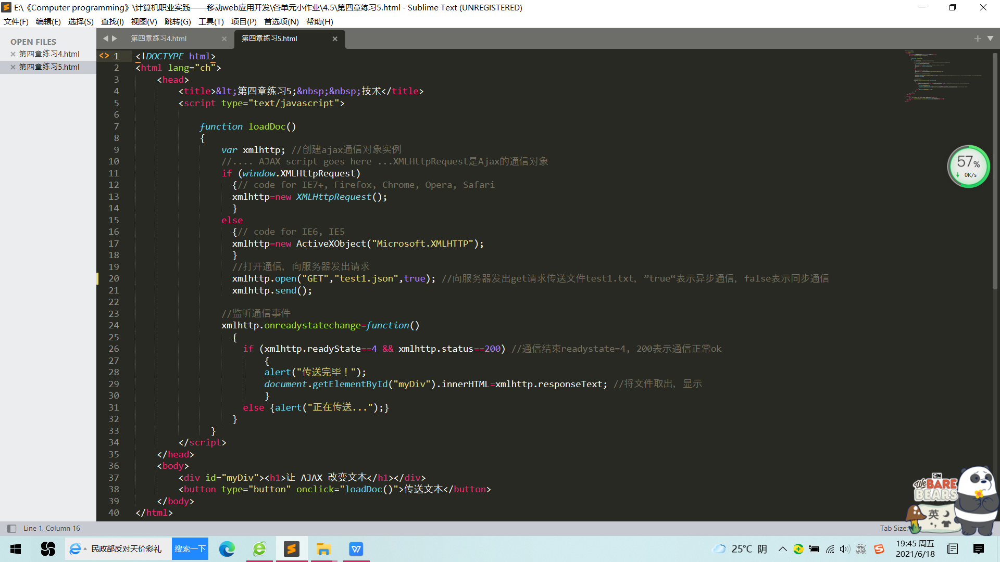 E:\《Computer programming》\计算机职业实践——移动web应用开发\各单元小作业\4.5\第四章练习5.html - Sublime Text (UNREGISTERED)
文件(F) 编辑(E) 选择(S) 查找(I) 视图(V) 跳转(G) 工具(T) 项目(P) 首选项(N) 帮助(H)
OPEN FILES
第四章练习4.html
第四章练习5.html
第四章练习4.html
第四章练习5.html
1 <!DOCTYPE html>
2 <html lang="ch">
3 <head>
4 <title>&lt;第四章练习5;&nbsp;&nbsp;技术</title>
5 <script type="text/javascript">
6
7 function loadDoc()
8 {
9 var xmlhttp; //创建ajax通信对象实例
10 //.... AJAX script goes here ...XMLHttpRequest是Ajax的通信对象
11 if (window.XMLHttpRequest)
12 {// code for IE7+, Firefox, Chrome, Opera, Safari
13 xmlhttp=new XMLHttpRequest();
14 }
15 else
16 {// code for IE6, IE5
17 xmlhttp=new ActiveXObject("Microsoft.XMLHTTP");
18 }
19 //打开通信, 向服务器发出请求
20 xmlhttp.open("GET","test1.json",true); //向服务器发出get请求传送文件test1.txt, ”true“表示异步通信, false表示同步通信
21 xmlhttp.send();
22
23 //监听通信事件
24 xmlhttp.onreadystatechange=function()
25 {
26 if (xmlhttp.readyState==4 && xmlhttp.status==200) //通信结束readystate=4, 200表示通信正常ok
27 {
28 alert("传送完毕！");
29 document.getElementById("myDiv").innerHTML=xmlhttp.responseText; //将文件取出, 显示
30 }
31 else {alert("正在传送...");}
32 }
33 }
34 </script>
35 </head>
36 <body>
37 <div id="myDiv"><h1>让 AJAX 改变文本</h1></div>
38 <button type="button" onclick="loadDoc()">传送文本</button>
39 </body>
40 </html>
57%
0K/s
CN
We BARE
BEARS
英
Line 1, Column 16
Tab Size:
民政部反对天价彩礼
搜索一下
25°C 阴
英
19:45 周五
2021/6/18